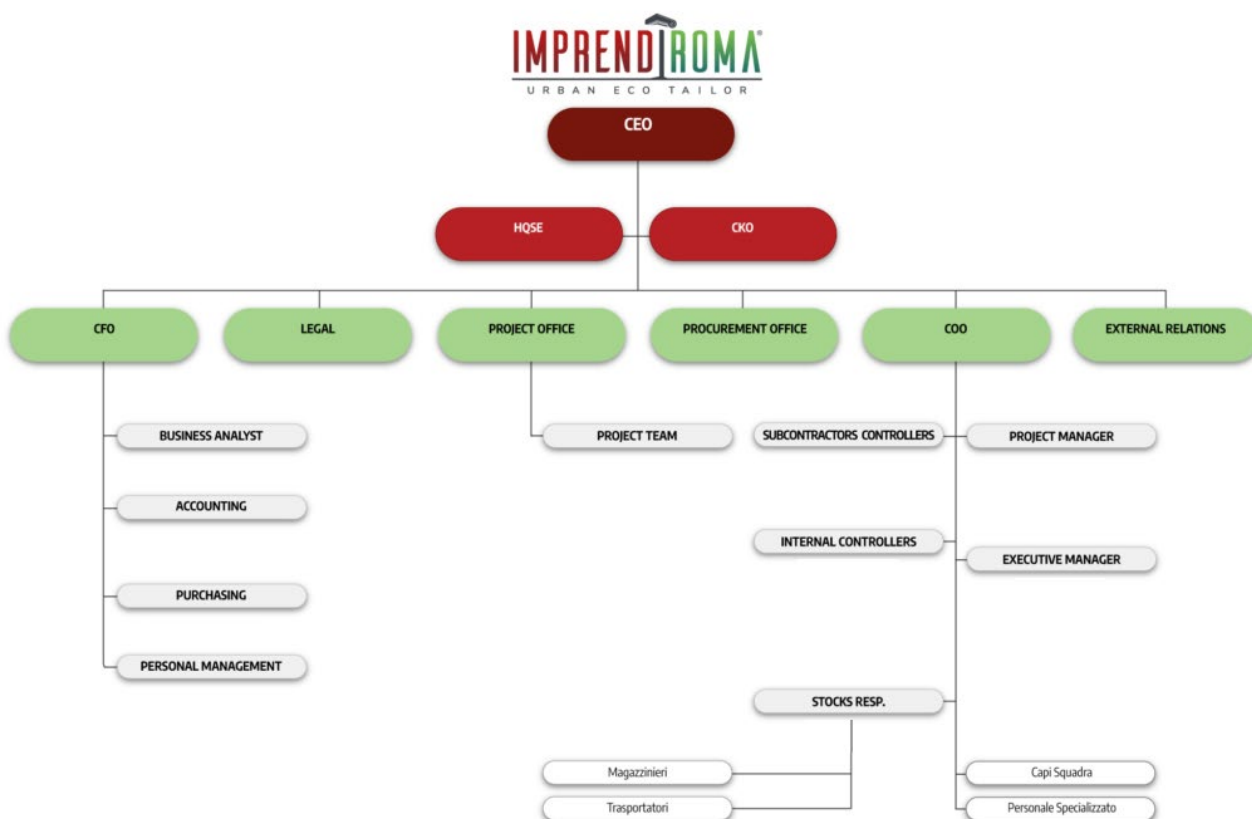 IMPRENDIROMA®
URBAN ECO TAILOR
CEO
HQSE
CKO
CFO
LEGAL
PROJECT OFFICE
PROCUREMENT OFFICE
COO
EXTERNAL RELATIONS
BUSINESS ANALYST
PROJECT TEAM
SUBCONTRACTORS CONTROLLERS
PROJECT MANAGER
ACCOUNTING
INTERNAL CONTROLLERS
EXECUTIVE MANAGER
PURCHASING
PERSONAL MANAGEMENT
STOCKS RESP.
Magazzinieri
Capi Squadra
Trasportatori
Personale Specializzato